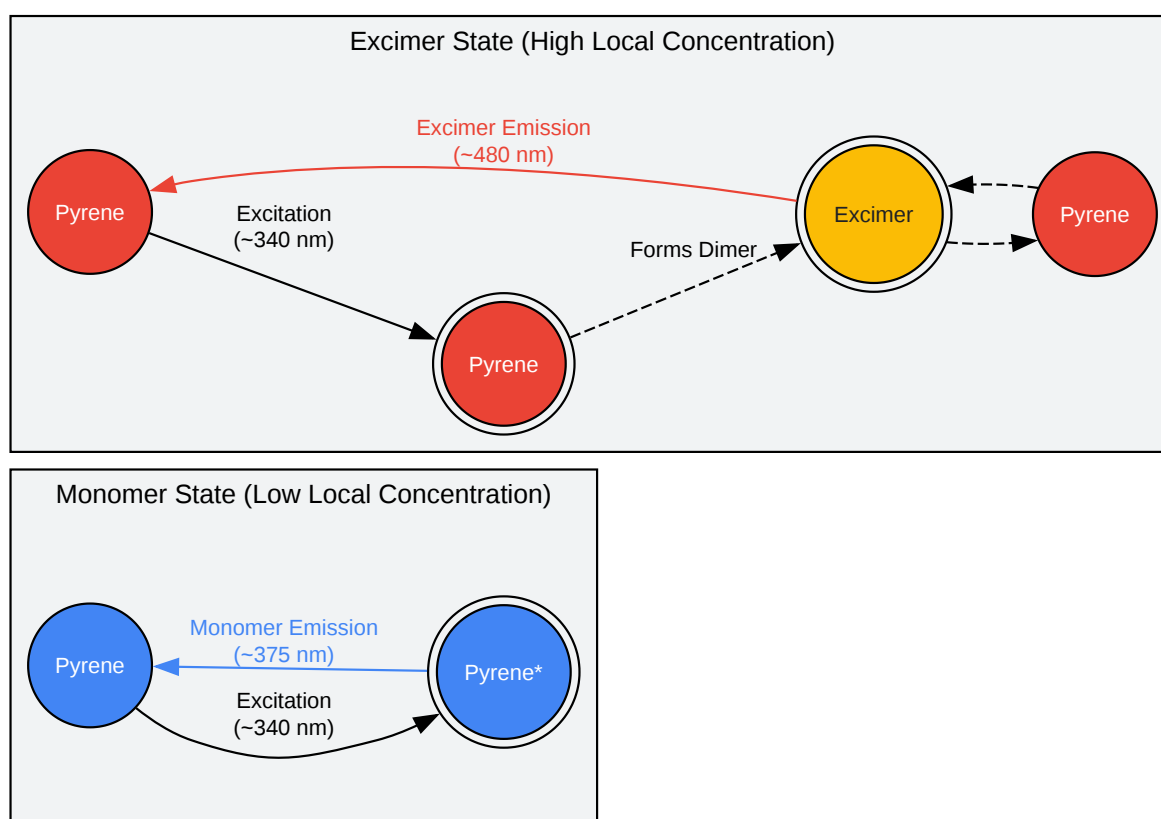 Excimer State (High Local Concentration)
Excimer Emission
(~480 nm)
Pyrene
Excitation
(~340 nm)
Excimer
Pyrene
Forms Dimer
Pyrene
Monomer State (Low Local Concentration)
Monomer Emission
(~375 nm)
Pyrene
Pyrene*
Excitation
(~340 nm)